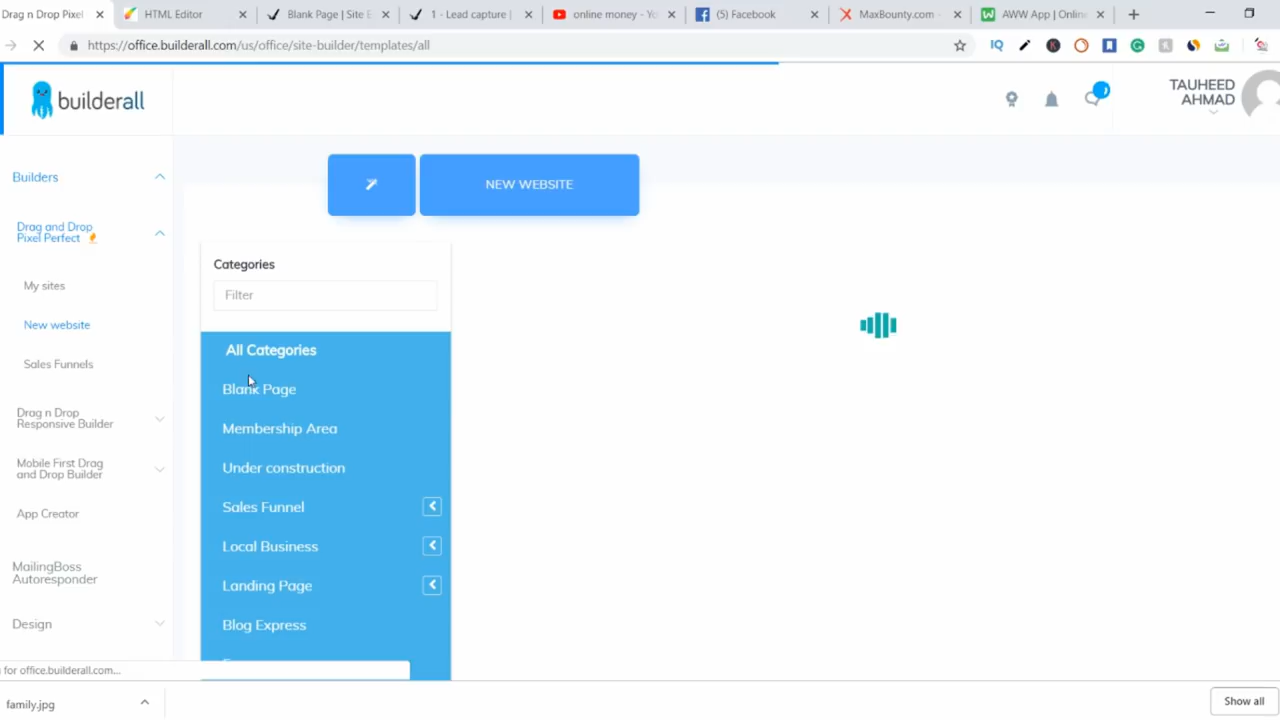 Drag n Drop Pixel
HTML Editor
Blank Page | Site E
1 - Lead capture |
online money - Yo
(5) Facebook
MaxBounty.com -
AWW App | Onlin
https://office.builderall.com/us/office/site-builder/templates/all
builderall
TAUHEED
AHMAD
Builders
NEW WEBSITE
Drag and Drop
Pixel Perfect
Categories
My sites
Filter
New website
All Categories
Sales Funnels
Blank Page
Drag n Drop
Responsive Builder
Membership Area
Mobile First Drag
and Drop Builder
Under construction
App Creator
Sales Funnel
Local Business
MailingBoss
Autoresponder
Landing Page
Design
Blog Express
for office.builderall.com...
family.jpg
Show all